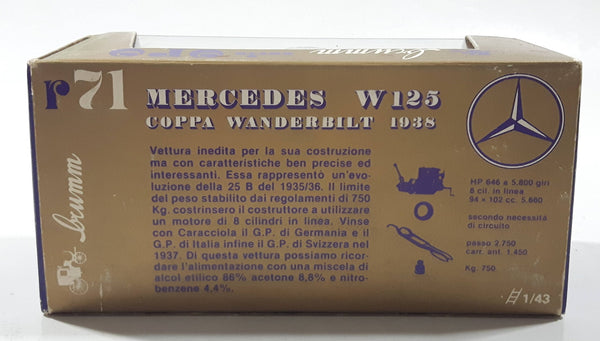 Brumm
r71
MERCEDES W125
COPPA WANDERBILT 1938
Vettura inedita per la sua costruzione
ma con caratteristiche ben precise ed
interessanti. Essa rappresentò un'evo-
luzione della 25 B del 1935/36. Il limite
del peso stabilito dai regolamenti di 750
Kg. costrinsero il costruttore a utilizzare
un motore di 8 cilindri in linea. Vinse
con Caracciola il G.P. di Germania e il
G.P. di Italia infine il G.P. di Svizzera nel
1937. Di questa vettura possiamo ricor-
dare l'alimentazione con una miscela di
alcol etilico 86% acetone 8,8% e nitro-
benzene 4,4%.
HP 646 a 5.800 giri
8 cil. in linea
94 × 102 cc. 5.660
secondo necessità
di circuito
passo 2.750
carr. ant. 1.450
Kg. 750
1/43
Brumm